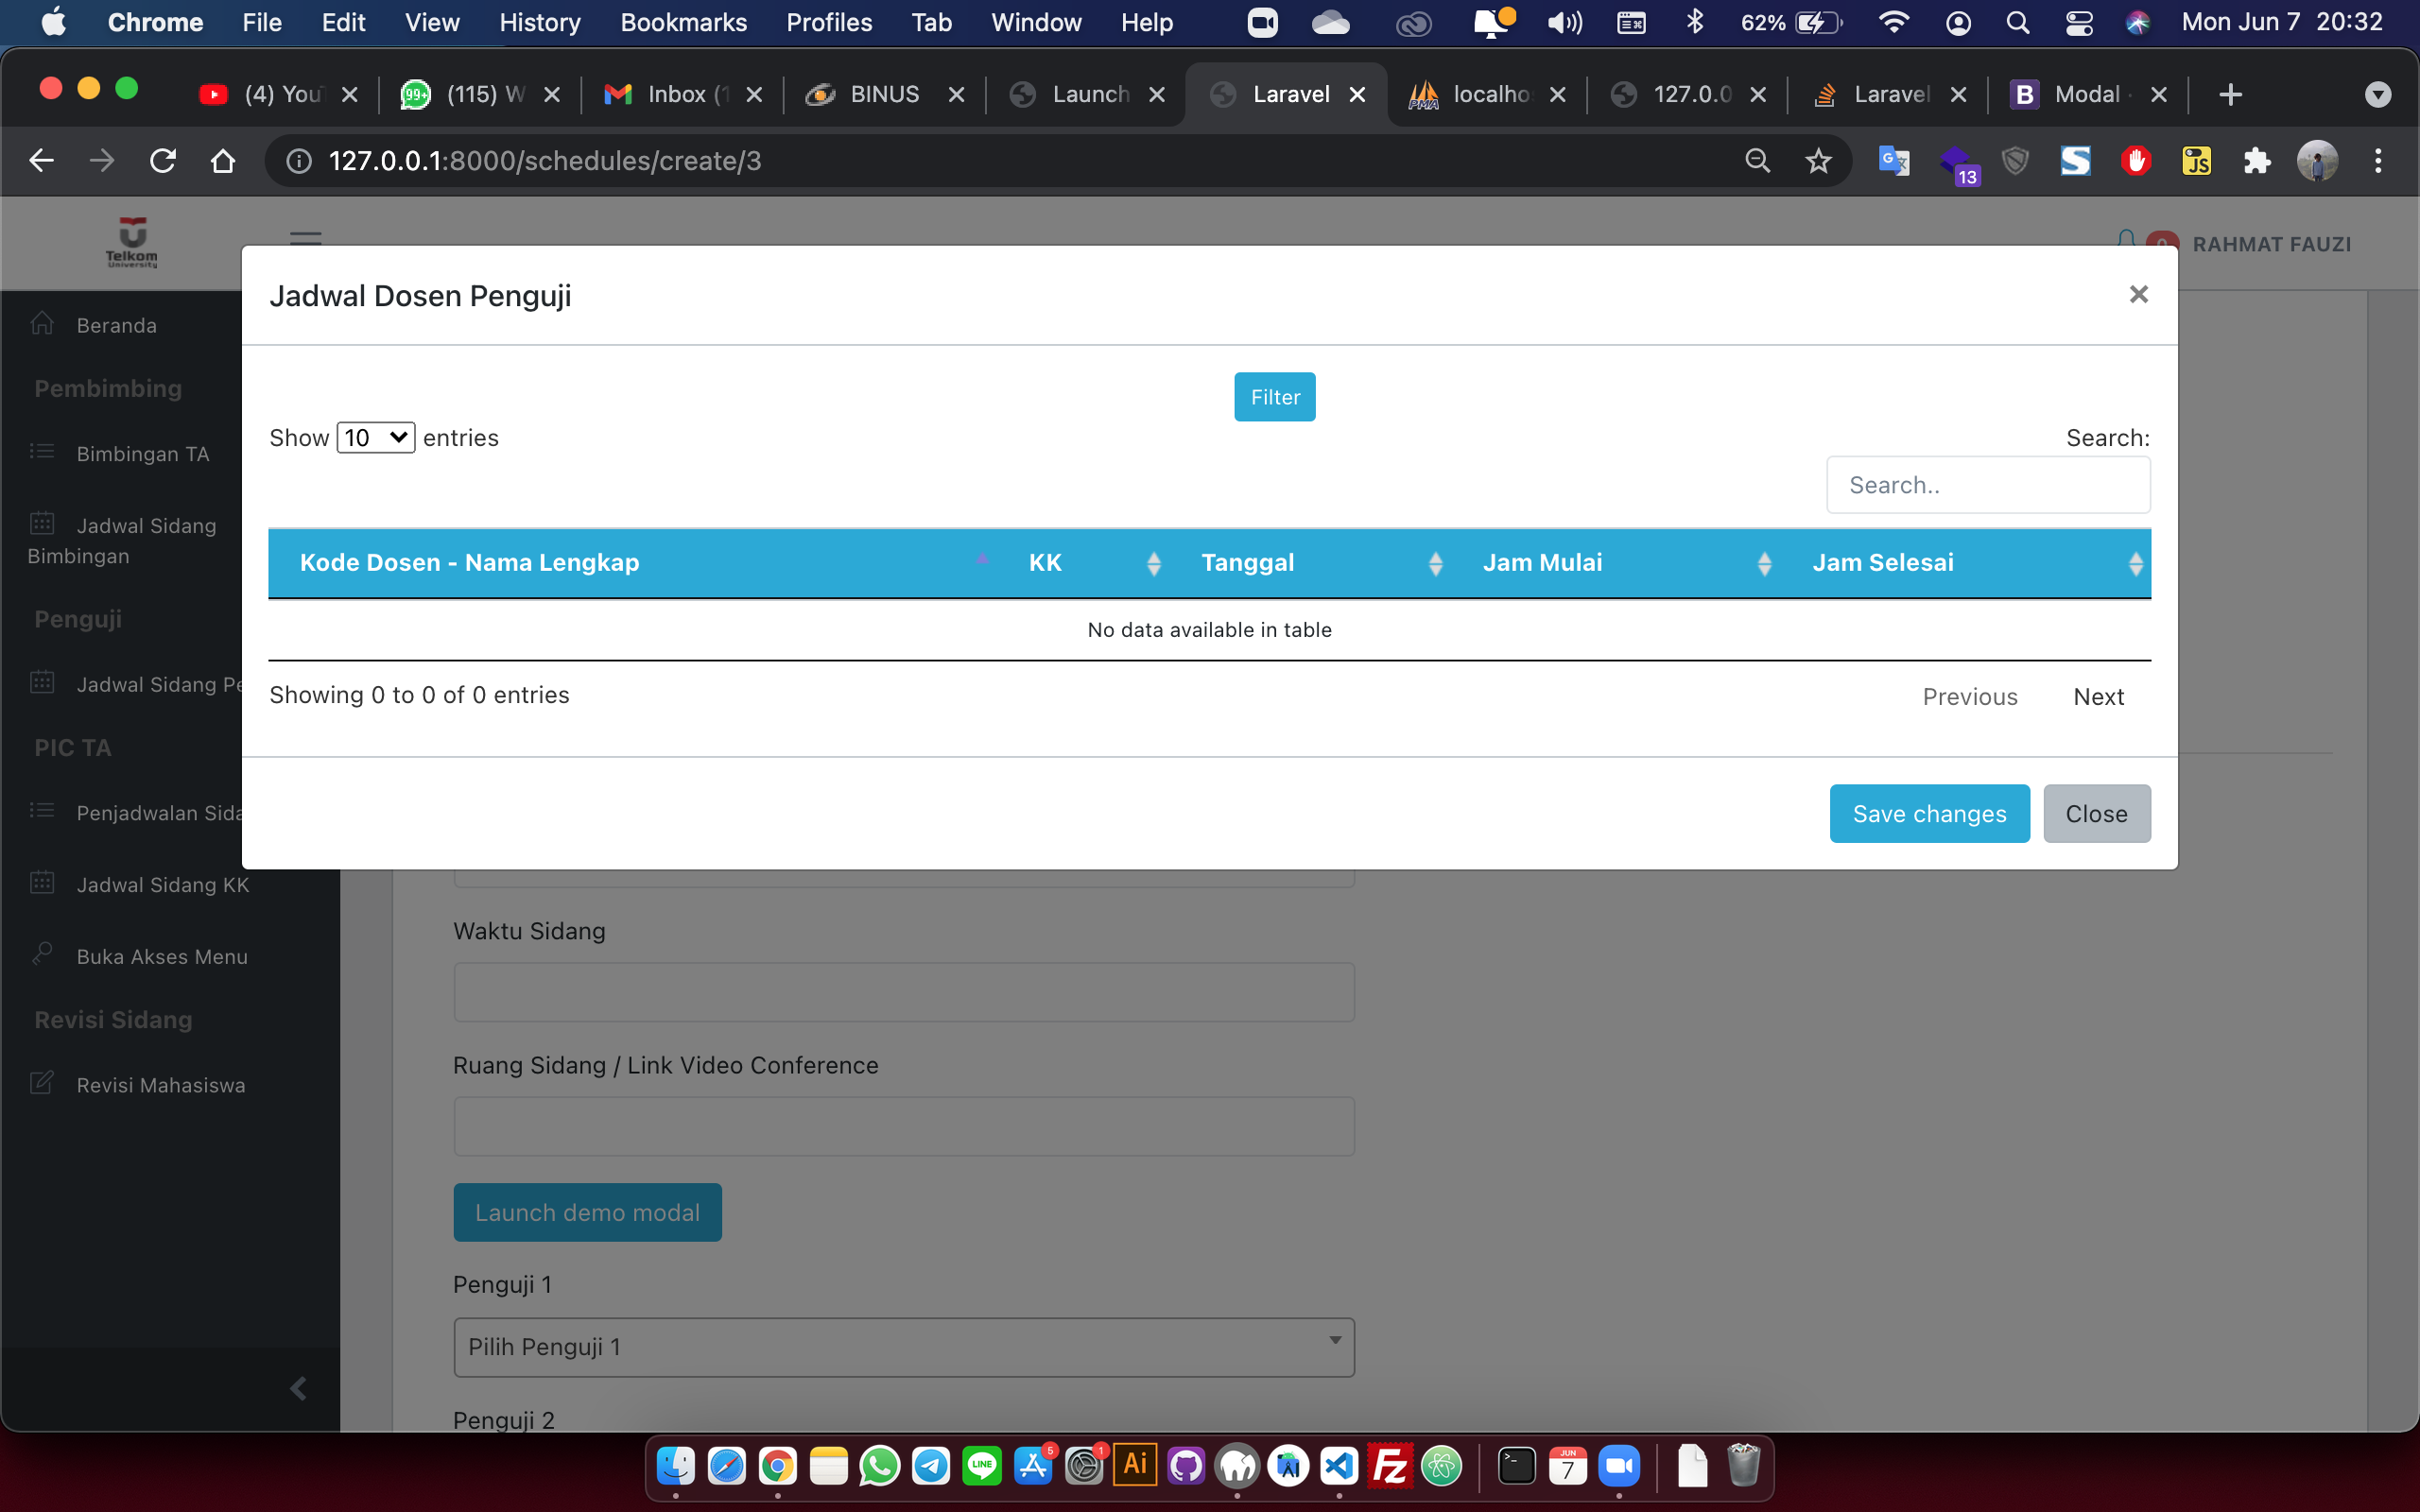 Chrome File Edit View History Bookmarks Profiles Tab Window Help 62% Mon Jun 7 20:32
(4) You (115) W Inbox (1 BINUS Launch Laravel localho 127.0.0 Laravel Modal
127.0.0.1:8000/schedules/create/3
13
Telkom
University
RAHMAT FAUZI
Beranda
Pembimbing
Bimbingan TA
Jadwal Sidang
Bimbingan
Penguji
Jadwal Sidang Pe
PIC TA
Penjadwalan Sida
Jadwal Sidang KK
Buka Akses Menu
Revisi Sidang
Revisi Mahasiswa
Jadwal Dosen Penguji
Filter
Show 10 entries
Search:
Search..
Kode Dosen - Nama Lengkap KK Tanggal Jam Mulai Jam Selesai
No data available in table
Showing 0 to 0 of 0 entries
Previous Next
Save changes Close
Waktu Sidang
Ruang Sidang / Link Video Conference
Launch demo modal
Penguji 1
Pilih Penguji 1
Penguji 2
LINE 5 1 Ai Fz JUN 7